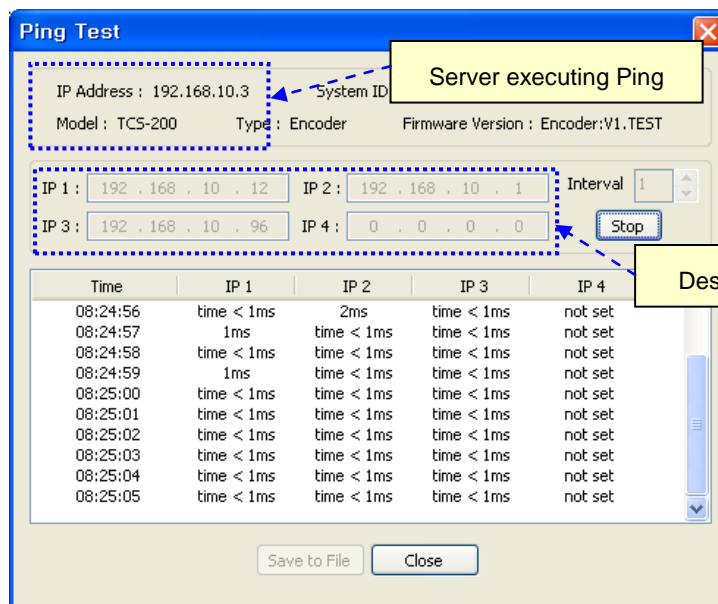 Ping Test
Server executing Ping
IP Address : 192.168.10.3 System ID
Model : TCS-200 Type : Encoder Firmware Version : Encoder:V1.TEST
IP 1 : 192 . 168 . 10 . 12 IP 2 : 192 . 168 . 10 . 1 Interval 1
IP 3 : 192 . 168 . 10 . 96 IP 4 : 0 . 0 . 0 . 0 Stop
Des
Time IP 1 IP 2 IP 3 IP 4
08:24:56 time < 1ms 2ms time < 1ms not set
08:24:57 1ms time < 1ms time < 1ms not set
08:24:58 time < 1ms time < 1ms time < 1ms not set
08:24:59 1ms time < 1ms time < 1ms not set
08:25:00 time < 1ms time < 1ms time < 1ms not set
08:25:01 time < 1ms time < 1ms time < 1ms not set
08:25:02 time < 1ms time < 1ms time < 1ms not set
08:25:03 time < 1ms time < 1ms time < 1ms not set
08:25:04 time < 1ms time < 1ms time < 1ms not set
08:25:05 time < 1ms time < 1ms time < 1ms not set
Save to File Close